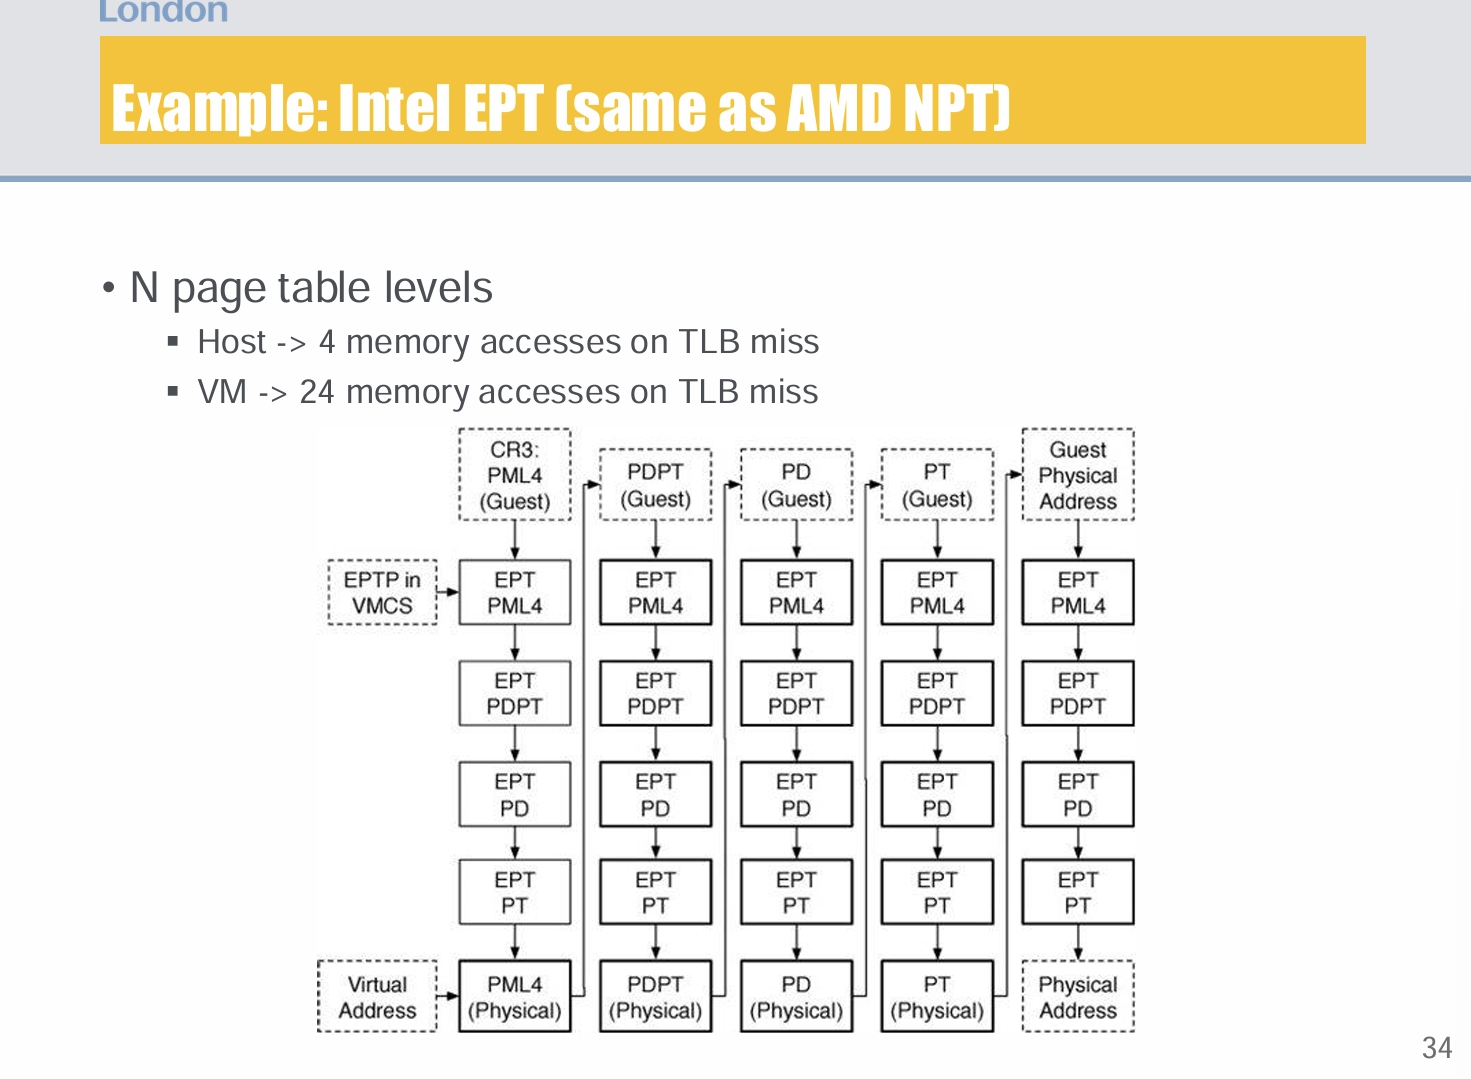 London
Example: Intel EPT (same as AMD NPT)
• N page table levels
▪ Host -> 4 memory accesses on TLB miss
▪ VM -> 24 memory accesses on TLB miss
CR3:
PML4
(Guest)
PDPT
(Guest)
PD
(Guest)
PT
(Guest)
Guest
Physical
Address
EPTP in
VMCS
EPT
PML4
EPT
PML4
EPT
PML4
EPT
PML4
EPT
PML4
EPT
PDPT
EPT
PDPT
EPT
PDPT
EPT
PDPT
EPT
PDPT
EPT
PD
EPT
PD
EPT
PD
EPT
PD
EPT
PD
EPT
PT
EPT
PT
EPT
PT
EPT
PT
EPT
PT
Virtual
Address
PML4
(Physical)
PDPT
(Physical)
PD
(Physical)
PT
(Physical)
Physical
Address
34